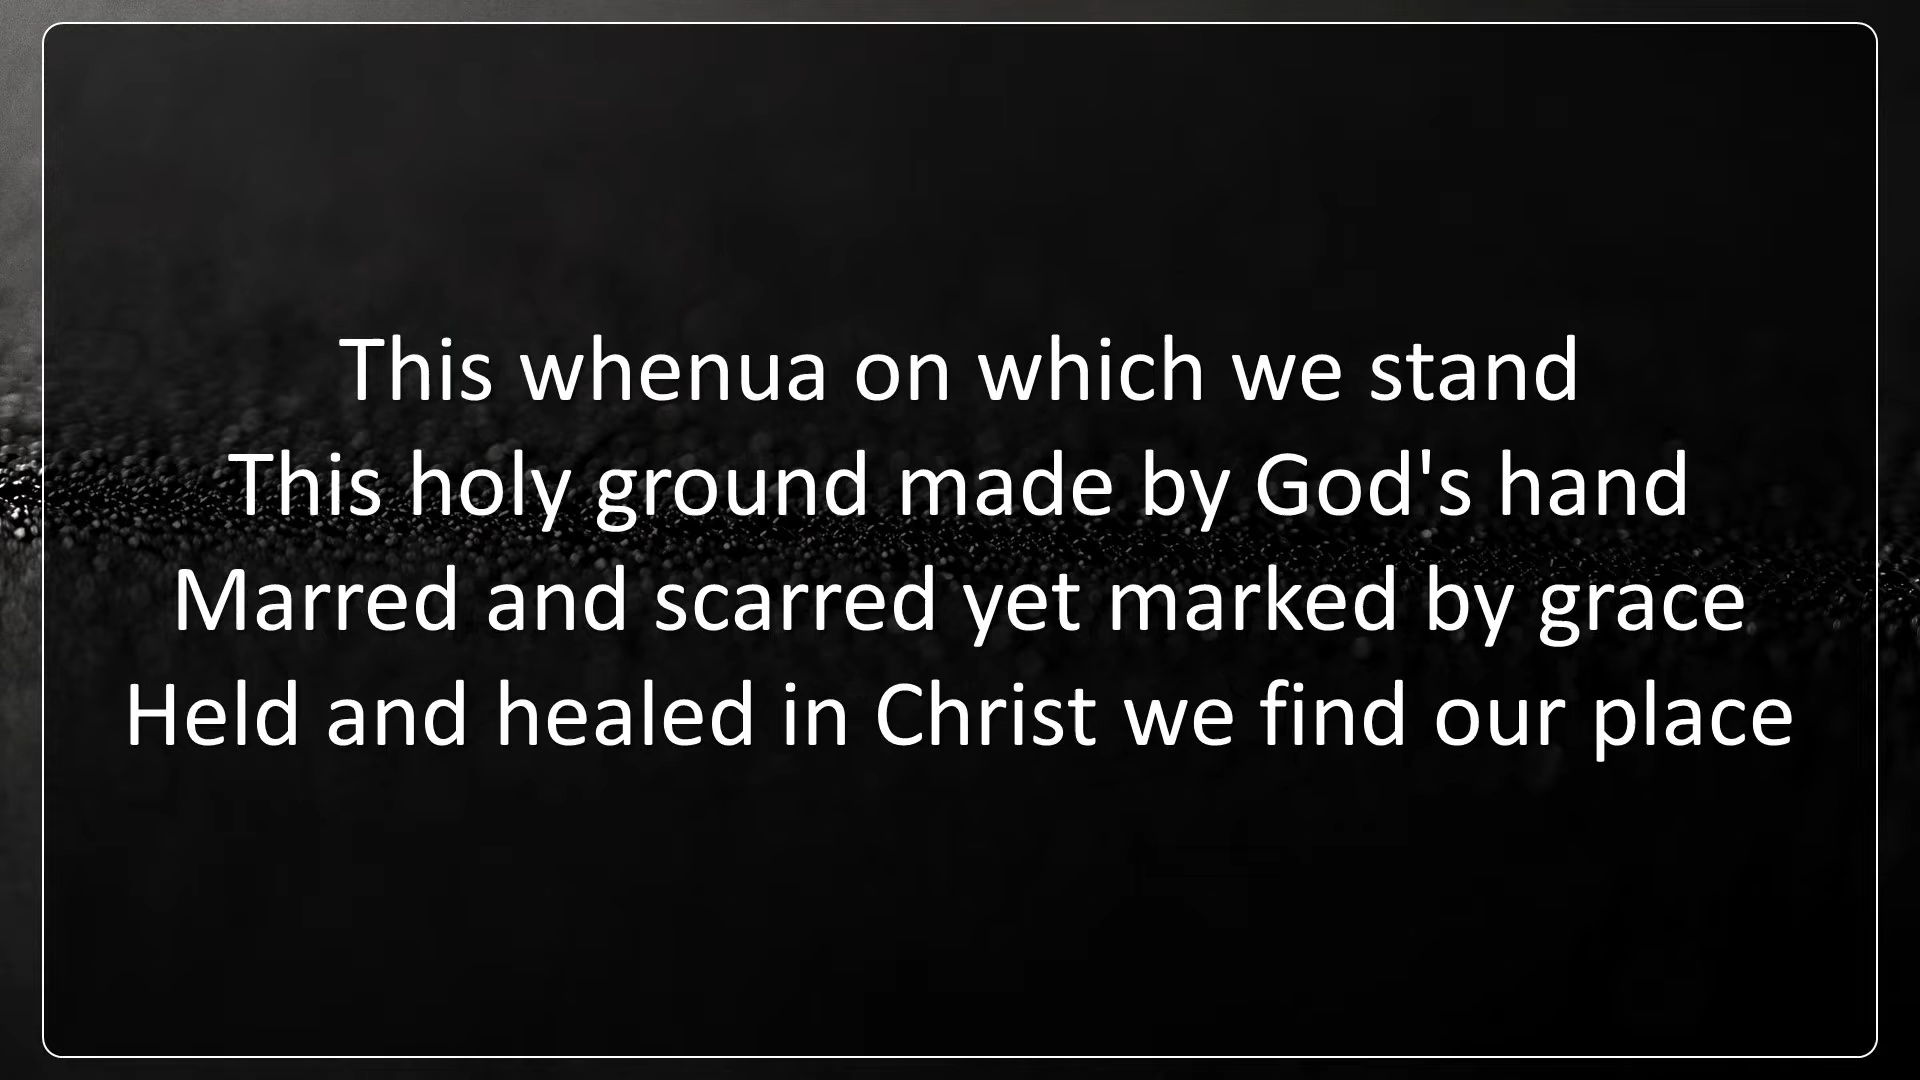 This whenua on which we stand
This holy ground made by God's hand
Marred and scarred yet marked by grace
Held and healed in Christ we find our place